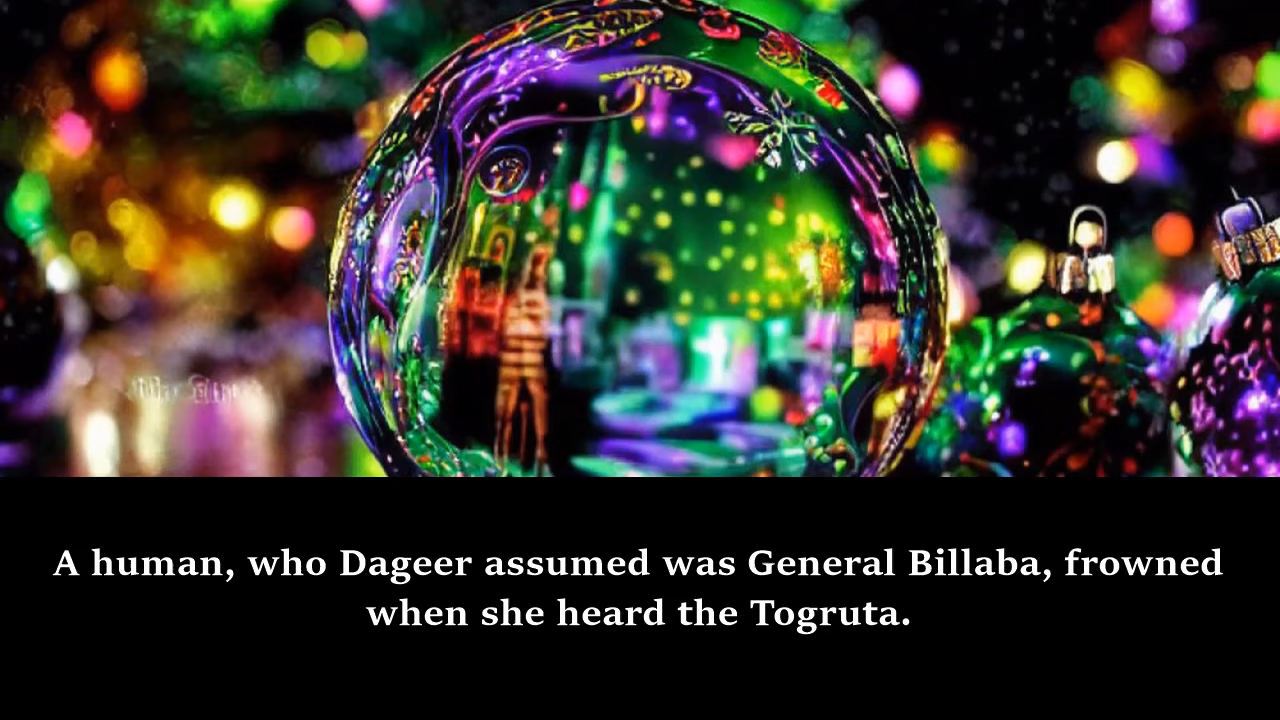 A human, who Dageer assumed was General Billaba, frowned
when she heard the Togruta.